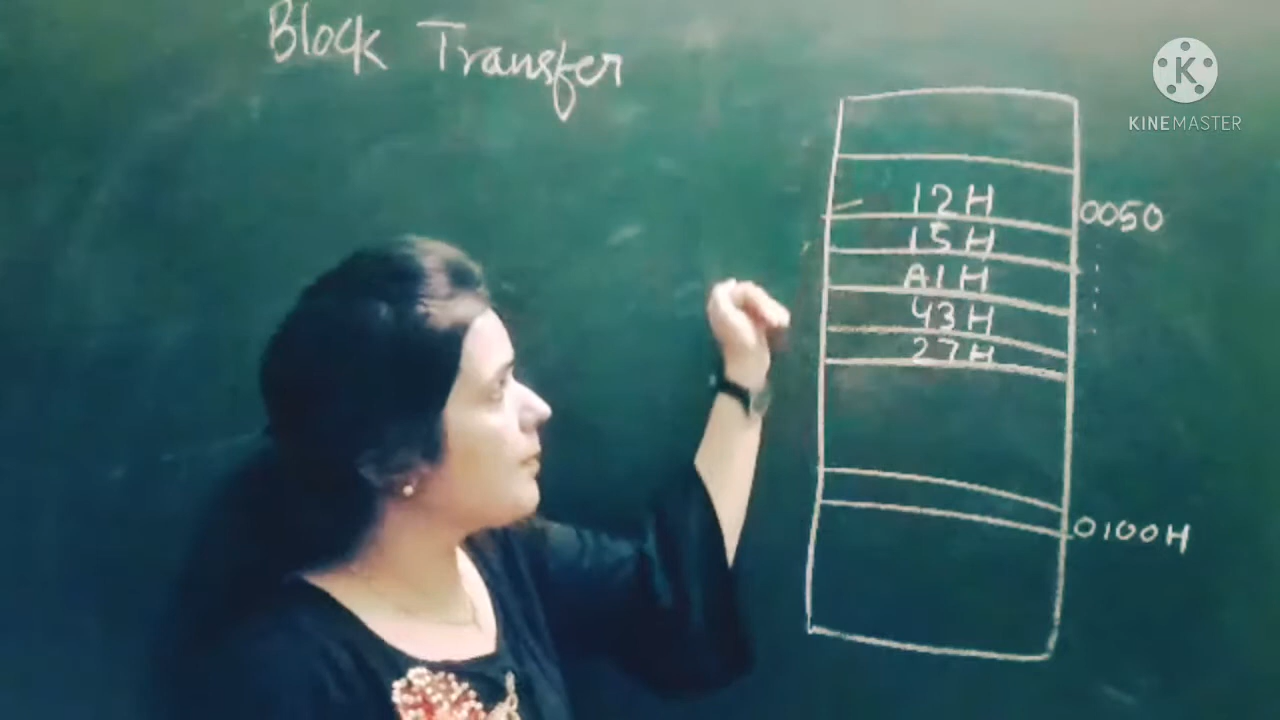 Block Transfer
KINEMASTER
12H
0050
15H
A1H
43H
27H
0100H